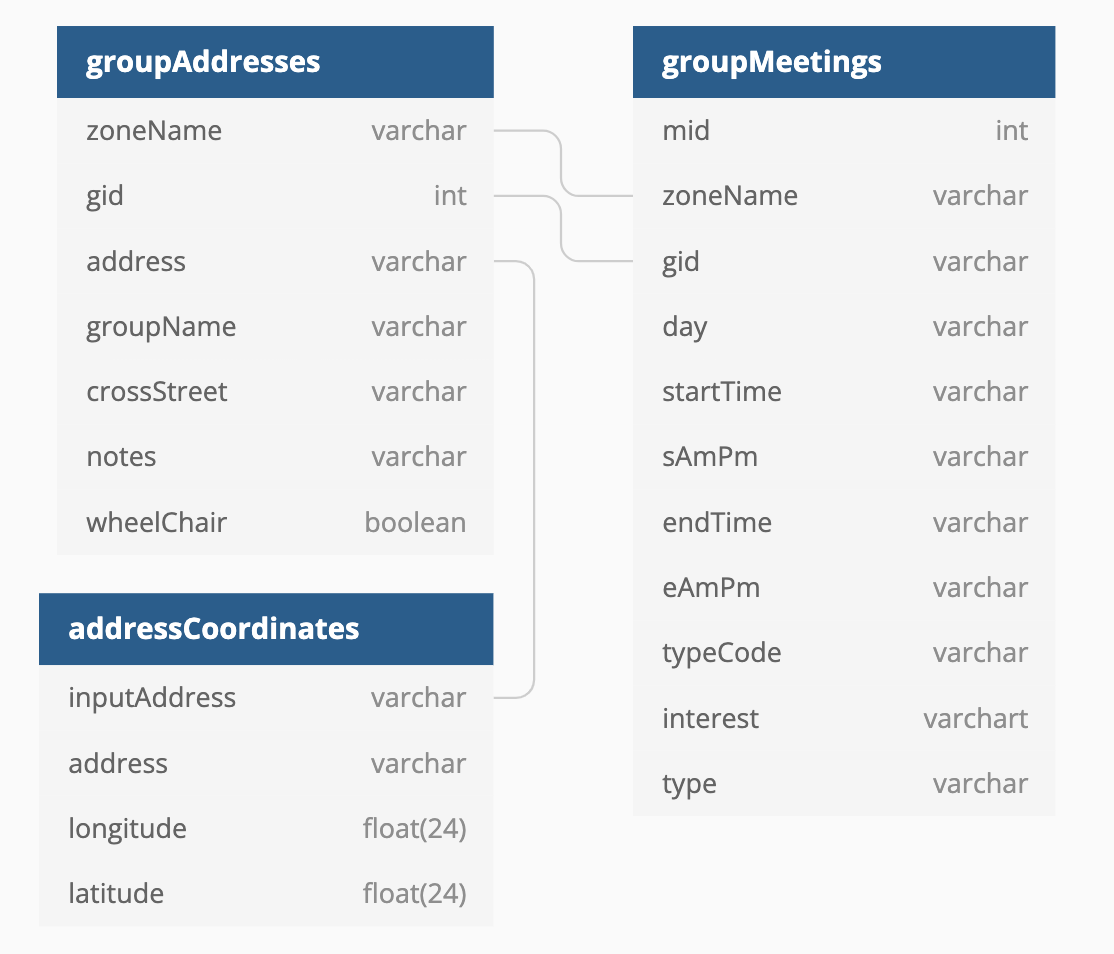 groupAddresses
zoneName varchar
gid int
address varchar
groupName varchar
crossStreet varchar
notes varchar
wheelChair boolean
addressCoordinates
inputAddress varchar
address varchar
longitude float(24)
latitude float(24)
groupMeetings
mid int
zoneName varchar
gid varchar
day varchar
startTime varchar
sAmPm varchar
endTime varchar
eAmPm varchar
typeCode varchar
interest varchart
type varchar